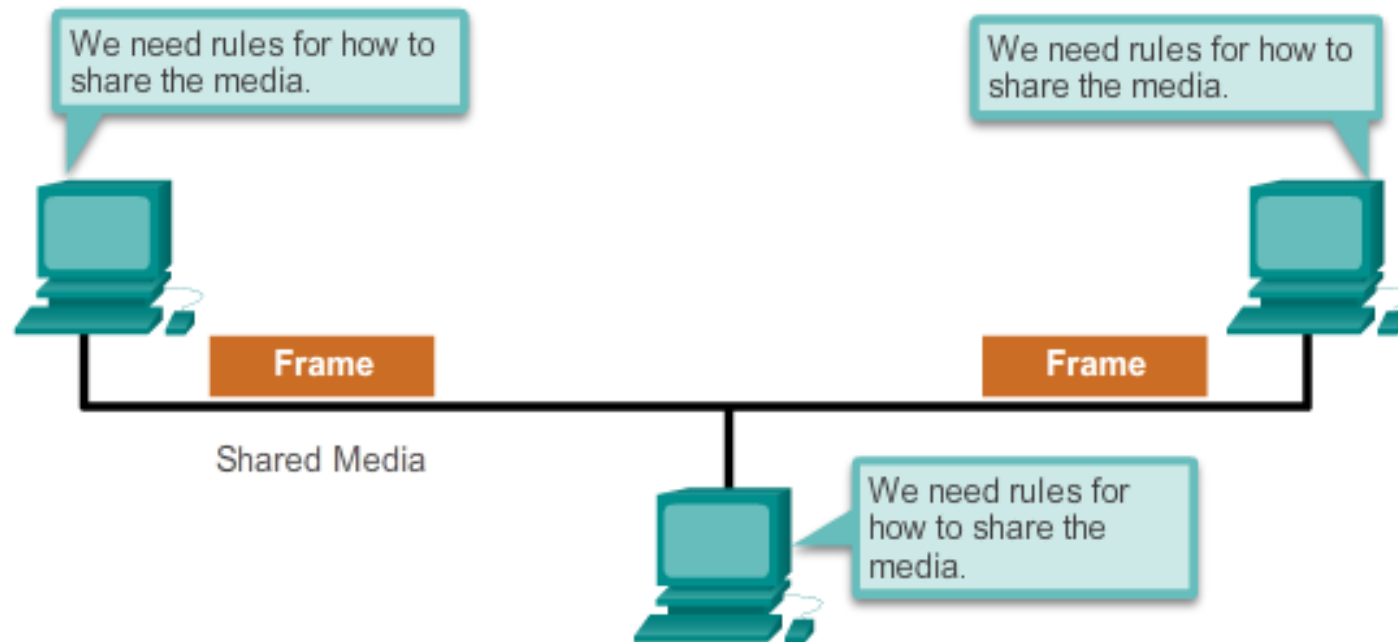 We need rules for how to
share the media.
We need rules for how to
share the media.
Frame
Frame
Shared Media
We need rules for
how to share the
media.